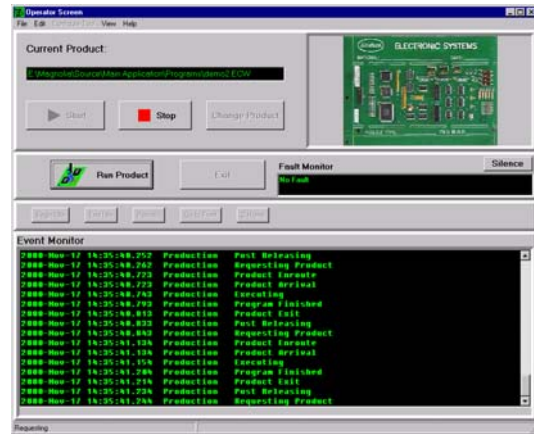 Operator Screen
File Edit Configure Tool View Help
Current Product:
E:\Magnolia\Source\Main Application\Programs\demo2.ECW
Start Stop Change Product
ELECTRONIC SYSTEMS
Run Product Exit
Fault Monitor Silence
No Fault
Event Monitor
2000-Nov-17 14:35:40.252 Production Post Releasing
2000-Nov-17 14:35:40.262 Production Requesting Product
2000-Nov-17 14:35:40.723 Production Product Enroute
2000-Nov-17 14:35:40.723 Production Product Arrival
2000-Nov-17 14:35:40.743 Production Executing
2000-Nov-17 14:35:40.793 Production Program Finished
2000-Nov-17 14:35:40.813 Production Product Exit
2000-Nov-17 14:35:40.833 Production Post Releasing
2000-Nov-17 14:35:40.843 Production Requesting Product
2000-Nov-17 14:35:41.134 Production Product Enroute
2000-Nov-17 14:35:41.134 Production Product Arrival
2000-Nov-17 14:35:41.154 Production Executing
2000-Nov-17 14:35:41.204 Production Program Finished
2000-Nov-17 14:35:41.214 Production Product Exit
2000-Nov-17 14:35:41.234 Production Post Releasing
2000-Nov-17 14:35:41.244 Production Requesting Product
Requesting